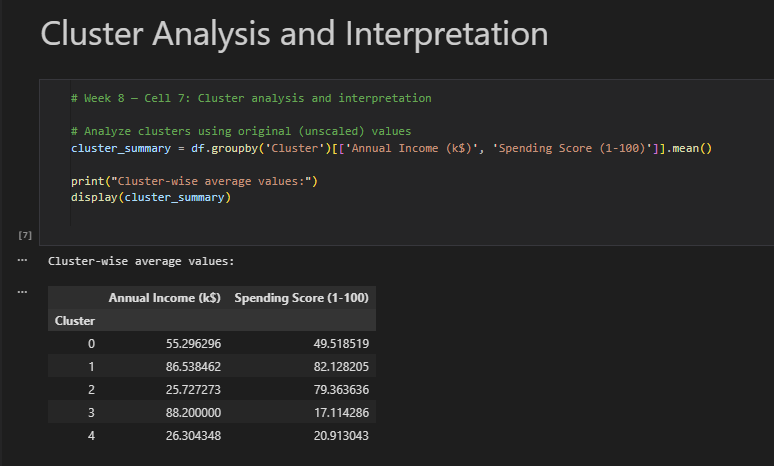 Cluster Analysis and Interpretation
# Week 8 — Cell 7: Cluster analysis and interpretation
# Analyze clusters using original (unscaled) values
cluster_summary = df.groupby('Cluster')[['Annual Income (k$)', 'Spending Score (1-100)']].mean()
print("Cluster-wise average values:")
display(cluster_summary)
[7]
... Cluster-wise average values:
...
Annual Income (k$) Spending Score (1-100)
Cluster
0 55.296296 49.518519
1 86.538462 82.128205
2 25.727273 79.363636
3 88.200000 17.114286
4 26.304348 20.913043